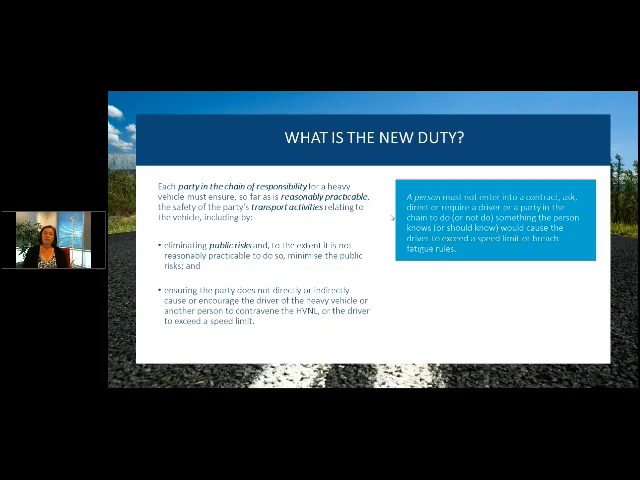 WHAT IS THE NEW DUTY?
Each party in the chain of responsibility for a heavy
vehicle must ensure, so far as is reasonably practicable,
the safety of the party's transport activities relating to
the vehicle, including by:
• eliminating public risks and, to the extent it is not
reasonably practicable to do so, minimise the public
risks; and
• ensuring the party does not directly or indirectly
cause or encourage the driver of the heavy vehicle or
another person to contravene the HVNL, or the driver
to exceed a speed limit.
A person must not enter into a contract, ask,
direct or require a driver or a party in the
chain to do (or not do) something the person
knows (or should know) would cause the
driver to exceed a speed limit or breach
fatigue rules.